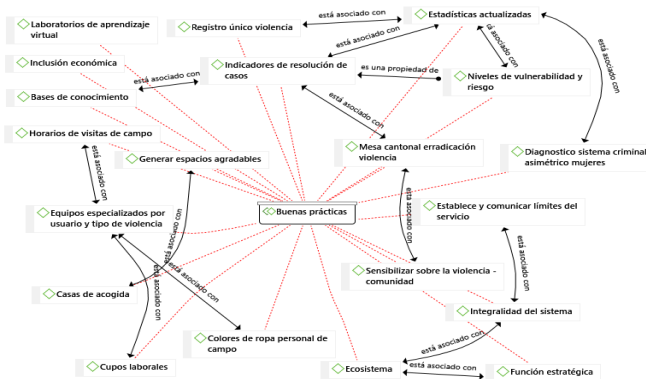 Laboratorios de aprendizaje
virtual
Registro único violencia
está asociado con
Estadísticas actualizadas
está asociado con
está asociado con
está asociado con
Inclusión económica
Indicadores de resolución de
casos
es una propiedad de
Niveles de vulnerabilidad y
riesgo
está asociado con
Bases de conocimiento
está asociado con
Horarios de visitas de campo
Generar espacios agradables
Mesa cantonal erradicación
violencia
Diagnostico sistema criminal
asimétrico mujeres
está asociado con
Equipos especializados por
usuario y tipo de violencia
Buenas prácticas
Establece y comunicar límites del
servicio
está asociado con
está asociado con
está asociado con
está asociado con
está asociado con
Sensibilizar sobre la violencia -
comunidad
Casas de acogida
Integralidad del sistema
Colores de ropa personal de
campo
está asociado con
Cupos laborales
Ecosistema
está asociado con
Función estratégica